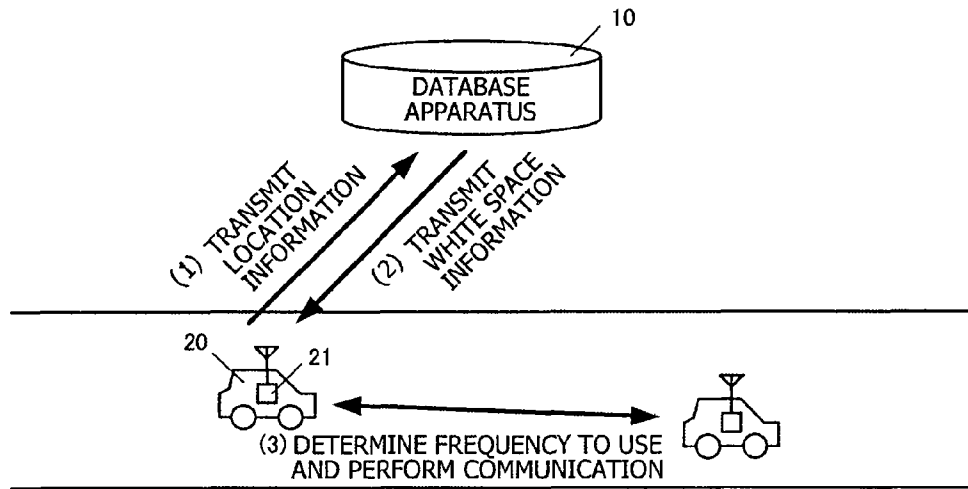 10
DATABASE
APPARATUS
(1) TRANSMIT
LOCATION
INFORMATION
(2) TRANSMIT
WHITE SPACE
INFORMATION
20
21
(3) DETERMINE FREQUENCY TO USE
AND PERFORM COMMUNICATION